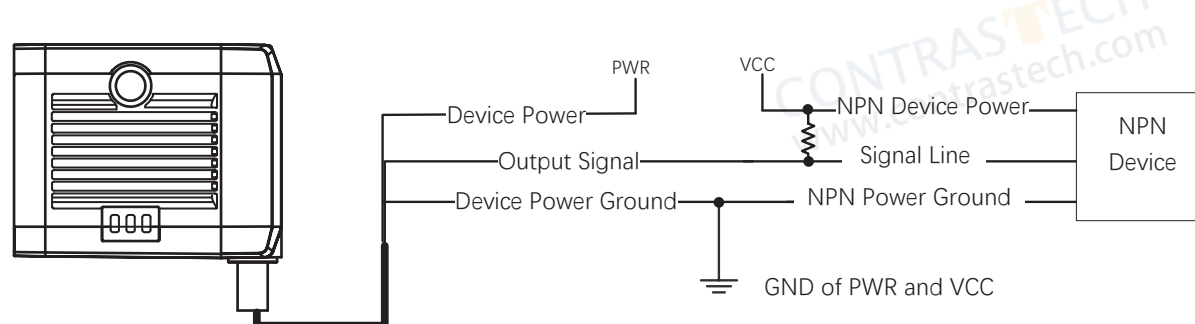 CONTRASTECH
www.contrastech.com
PWR
VCC
Device Power
NPN Device Power
NPN
Device
Output Signal
Signal Line
Device Power Ground
NPN Power Ground
GND of PWR and VCC